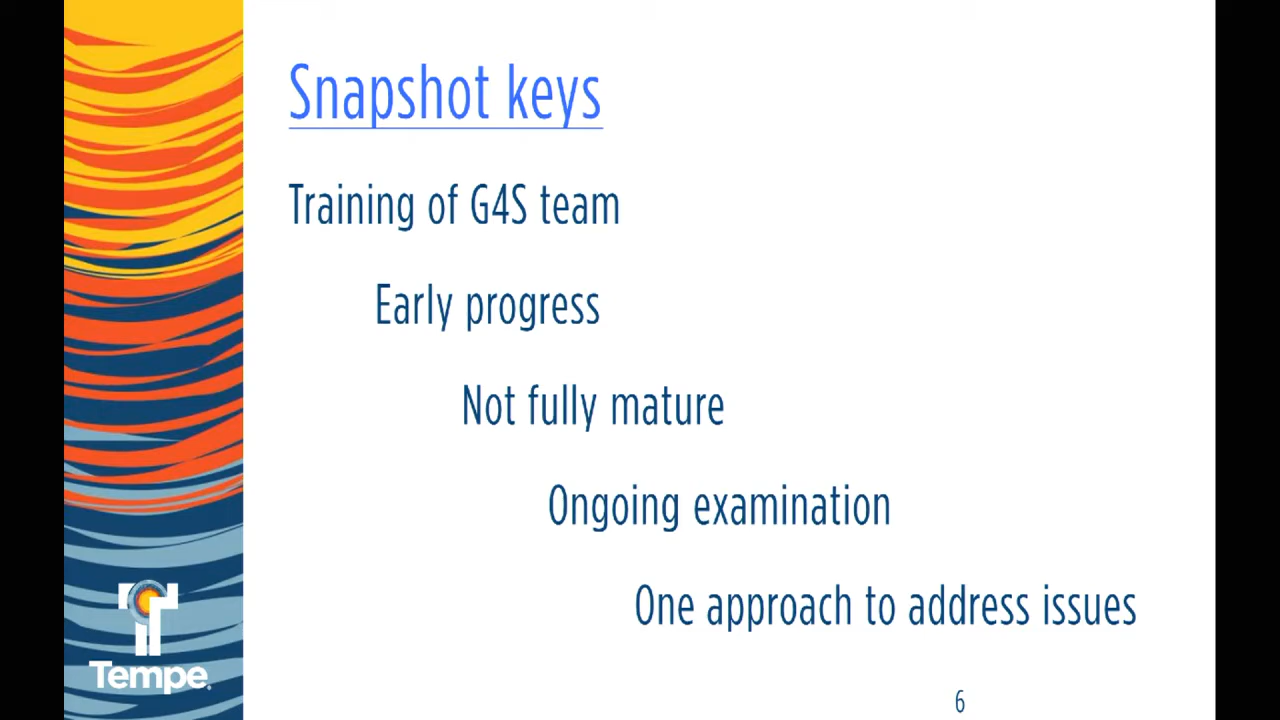 Snapshot keys
Training of G4S team
Early progress
Not fully mature
Ongoing examination
One approach to address issues
Tempe®
6